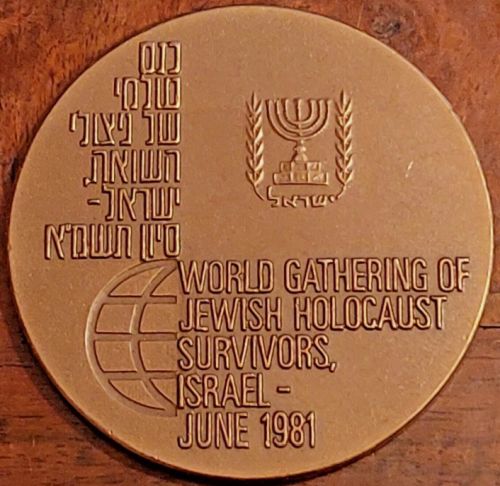 כנס
עולמי
של ניצולי
השואה,
ישראל-
סיון תשמ"א
ישראל
WORLD GATHERING OF
JEWISH HOLOCAUST
SURVIVORS,
ISRAEL -
JUNE 1981